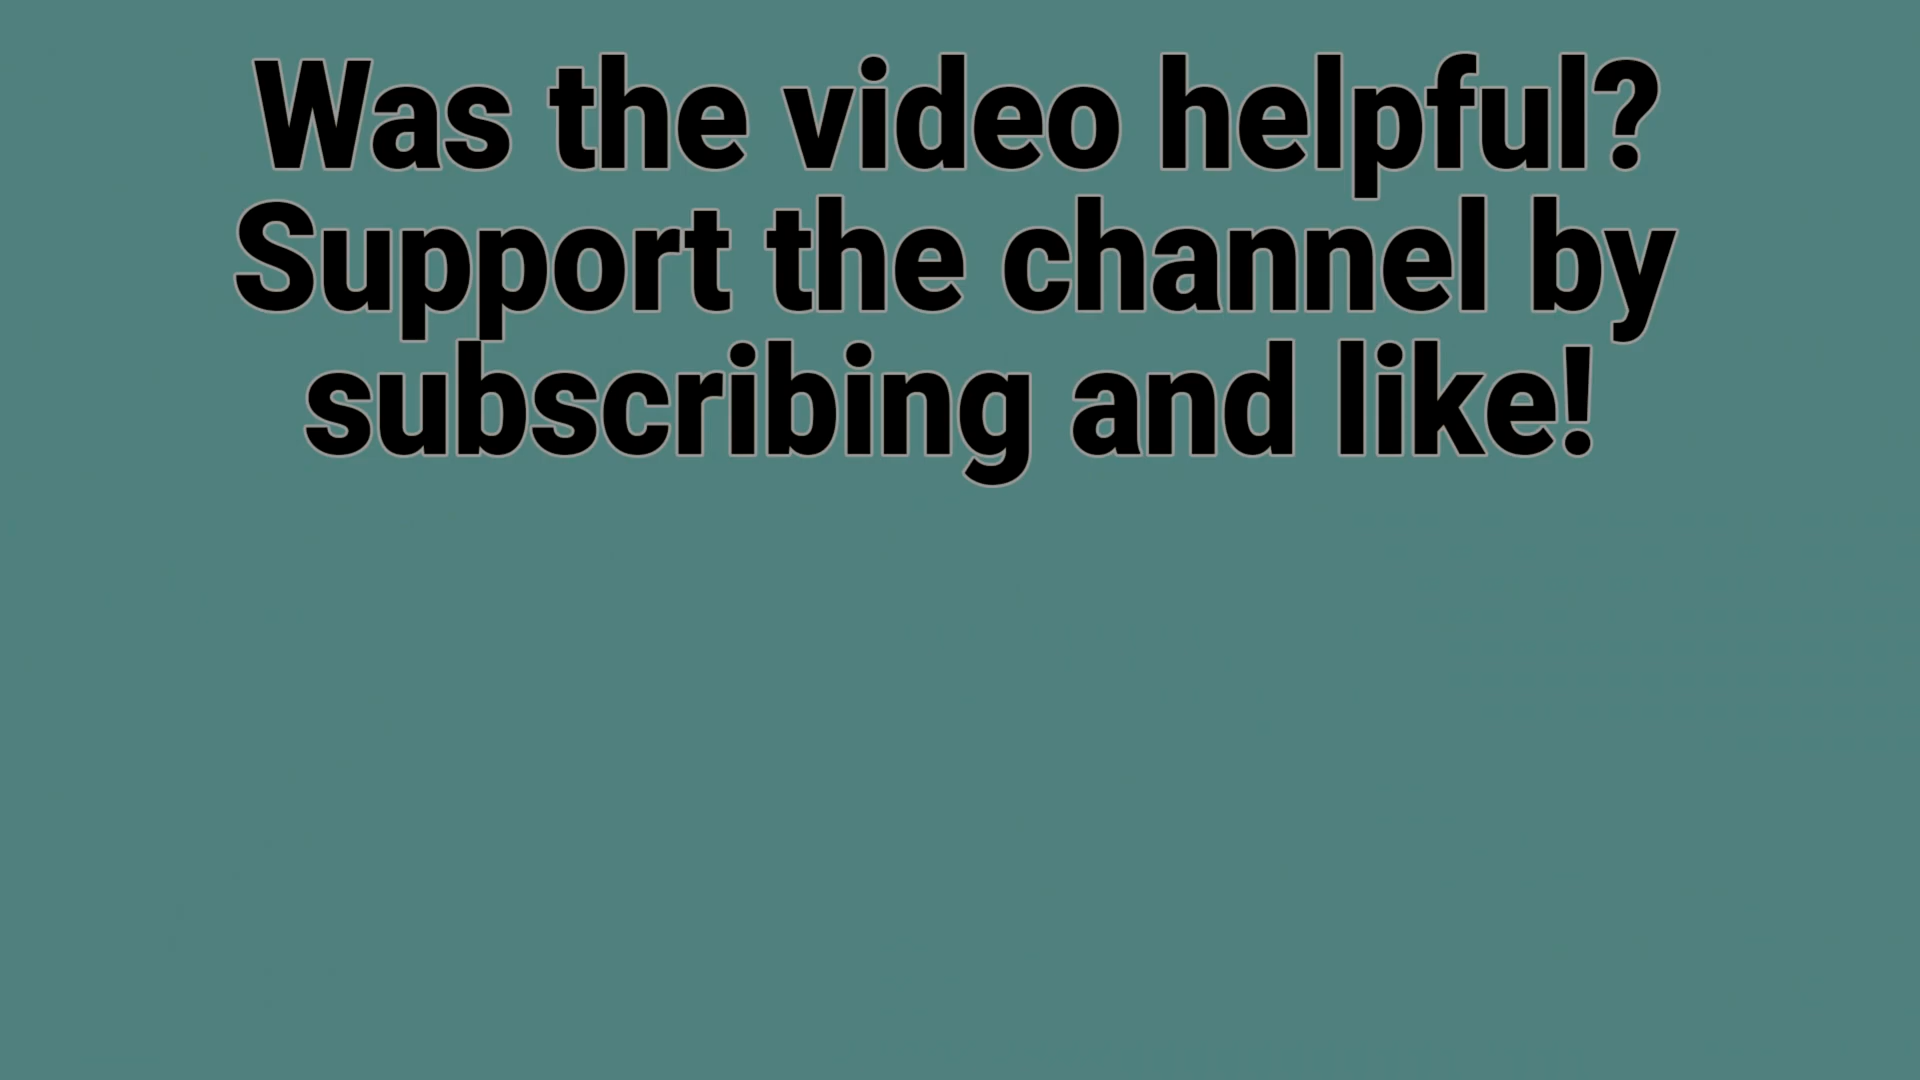 Was the video helpful?
Support the channel by
subscribing and like!